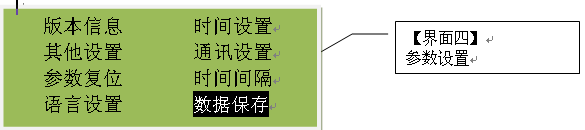 版本信息 时间设置
其他设置 通讯设置
参数复位 时间间隔
语言设置 数据保存
【界面四】
参数设置